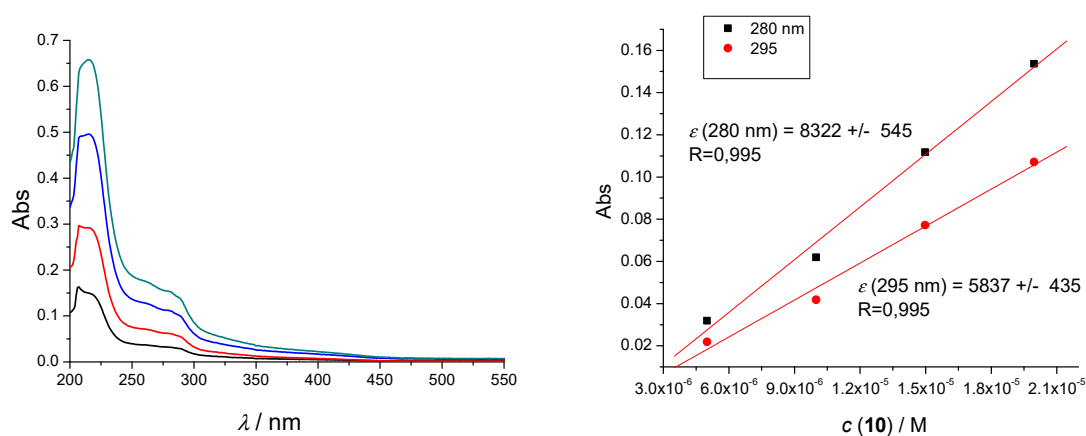 0.7
0.6
0.5
0.4
0.3
0.2
0.1
0.0
200 250 300 350 400 450 500 550
Abs
λ / nm
280 nm
295
0.16
0.14
0.12
0.10
0.08
0.06
0.04
0.02
Abs
ε (280 nm) = 8322 +/- 545
R=0,995
ε (295 nm) = 5837 +/- 435
R=0,995
3.0x10⁻⁶ 6.0x10⁻⁶ 9.0x10⁻⁶ 1.2x10⁻⁵ 1.5x10⁻⁵ 1.8x10⁻⁵ 2.1x10⁻⁵
c (10) / M